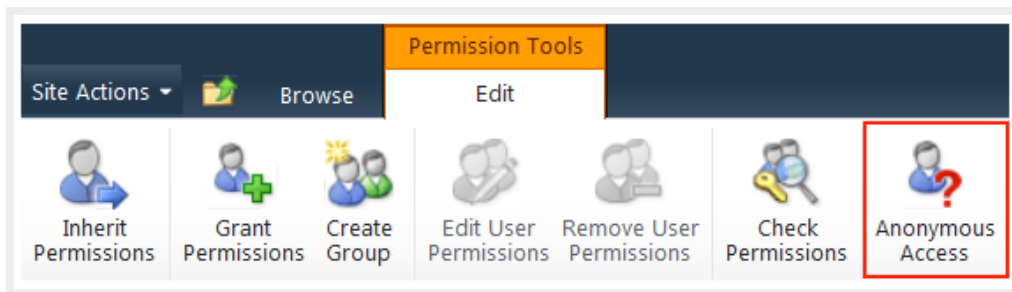 Permission Tools
Site Actions
Browse
Edit
Inherit
Permissions
Grant
Permissions
Create
Group
Edit User
Permissions
Remove User
Permissions
Check
Permissions
Anonymous
Access